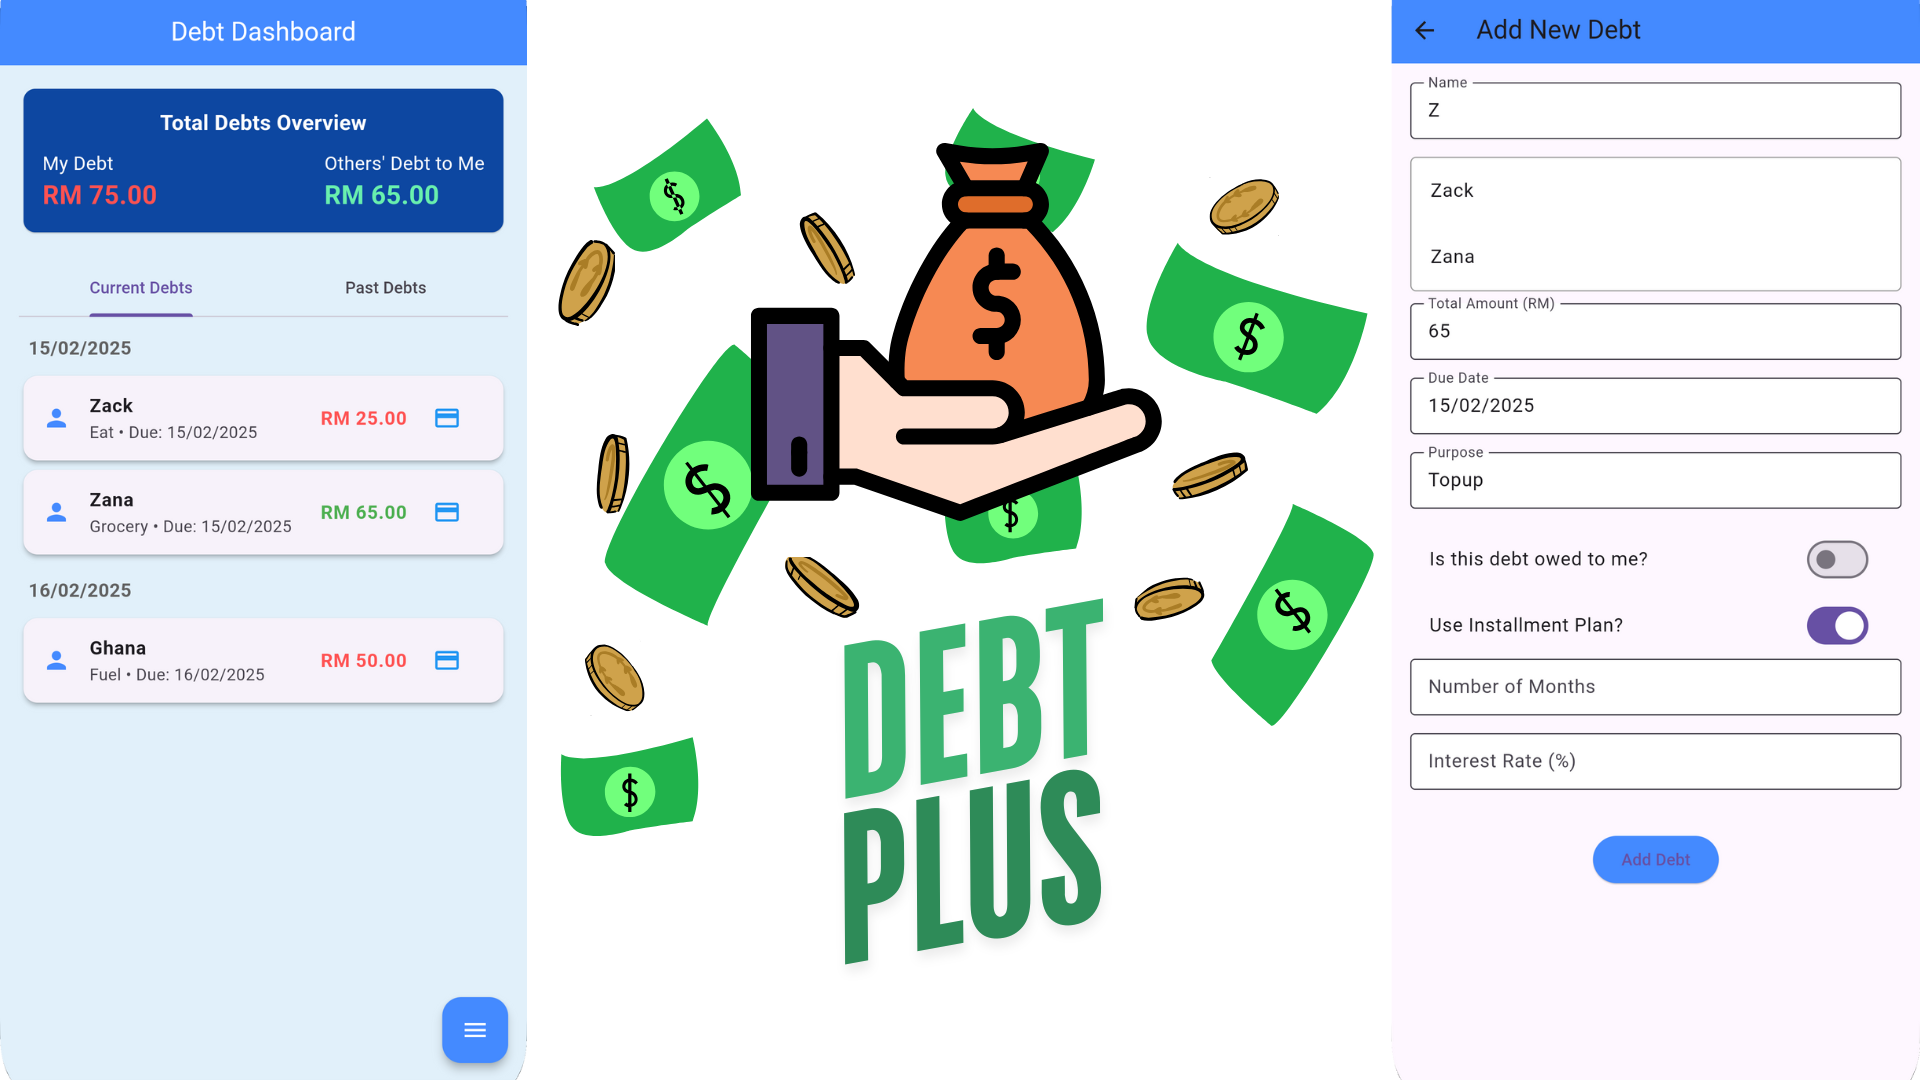 Debt Dashboard
Total Debts Overview
My Debt
Others' Debt to Me
RM 75.00
RM 65.00
Current Debts
Past Debts
15/02/2025
Zack
Eat • Due: 15/02/2025
RM 25.00
Zana
Grocery • Due: 15/02/2025
RM 65.00
16/02/2025
Ghana
Fuel • Due: 16/02/2025
RM 50.00
$
$
$
$
$
$
$
DEBT
PLUS
Add New Debt
Name
Z
Zack
Zana
Total Amount (RM)
65
Due Date
15/02/2025
Purpose
Topup
Is this debt owed to me?
Use Installment Plan?
Number of Months
Interest Rate (%)
Add Debt